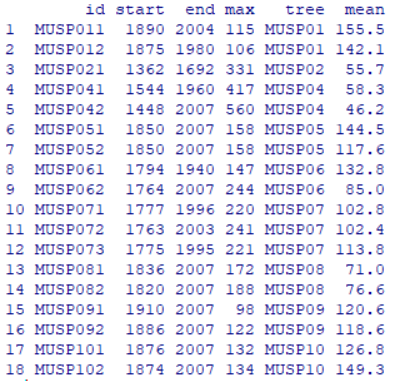 id start end max tree mean
1 MUSP011 1890 2004 115 MUSP01 155.5
2 MUSP012 1875 1980 106 MUSP01 142.1
3 MUSP021 1362 1692 331 MUSP02 55.7
4 MUSP041 1544 1960 417 MUSP04 58.3
5 MUSP042 1448 2007 560 MUSP04 46.2
6 MUSP051 1850 2007 158 MUSP05 144.5
7 MUSP052 1850 2007 158 MUSP05 117.6
8 MUSP061 1794 1940 147 MUSP06 132.8
9 MUSP062 1764 2007 244 MUSP06 85.0
10 MUSP071 1777 1996 220 MUSP07 102.8
11 MUSP072 1763 2003 241 MUSP07 102.4
12 MUSP073 1775 1995 221 MUSP07 113.8
13 MUSP081 1836 2007 172 MUSP08 71.0
14 MUSP082 1820 2007 188 MUSP08 76.6
15 MUSP091 1910 2007 98 MUSP09 120.6
16 MUSP092 1886 2007 122 MUSP09 118.6
17 MUSP101 1876 2007 132 MUSP10 126.8
18 MUSP102 1874 2007 134 MUSP10 149.3